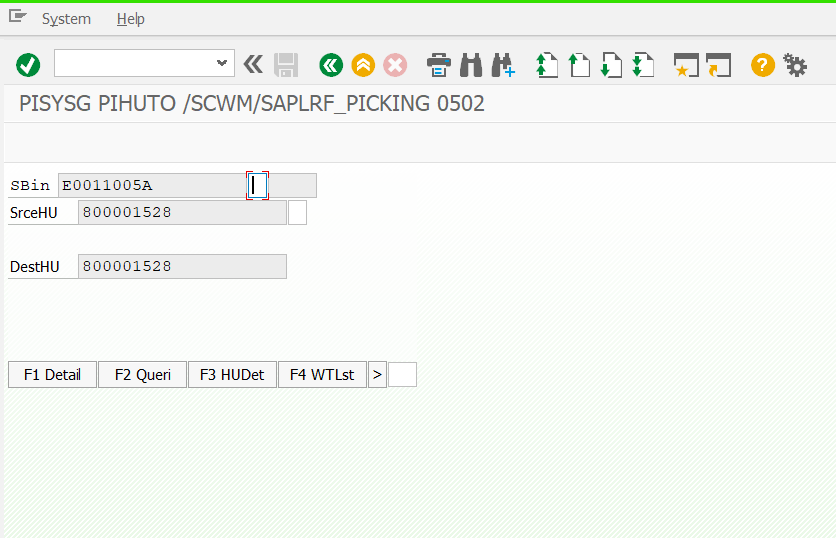 System Help
PISYSG PIHUTO /SCWM/SAPLRF_PICKING 0502
SBin E0011005A
SrceHU 800001528
DestHU 800001528
F1 Detail F2 Queri F3 HUDet F4 WTLst >